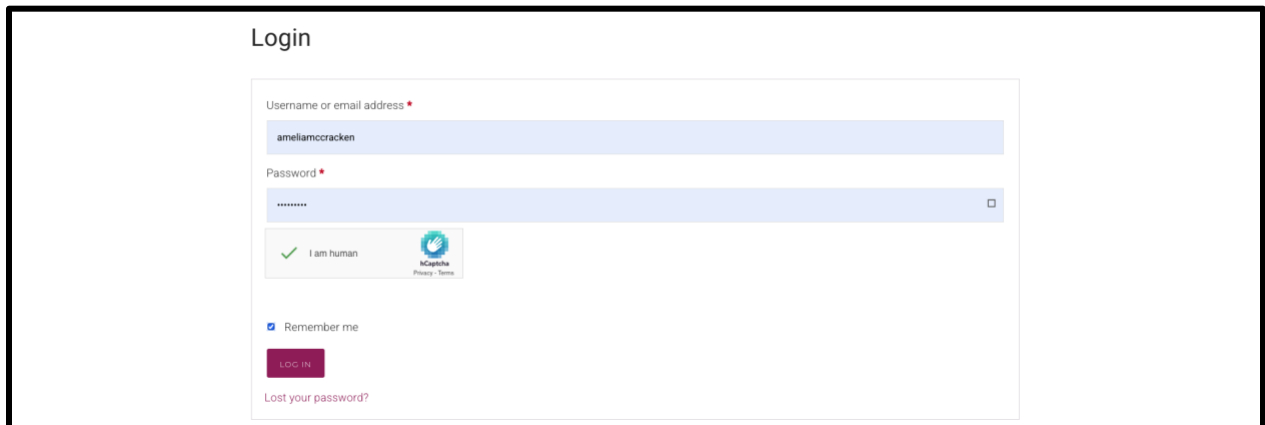 Login
Username or email address *
ameliamccracken
Password *
•••••••••
I am human
hCaptcha
Privacy - Terms
Remember me
LOG IN
Lost your password?